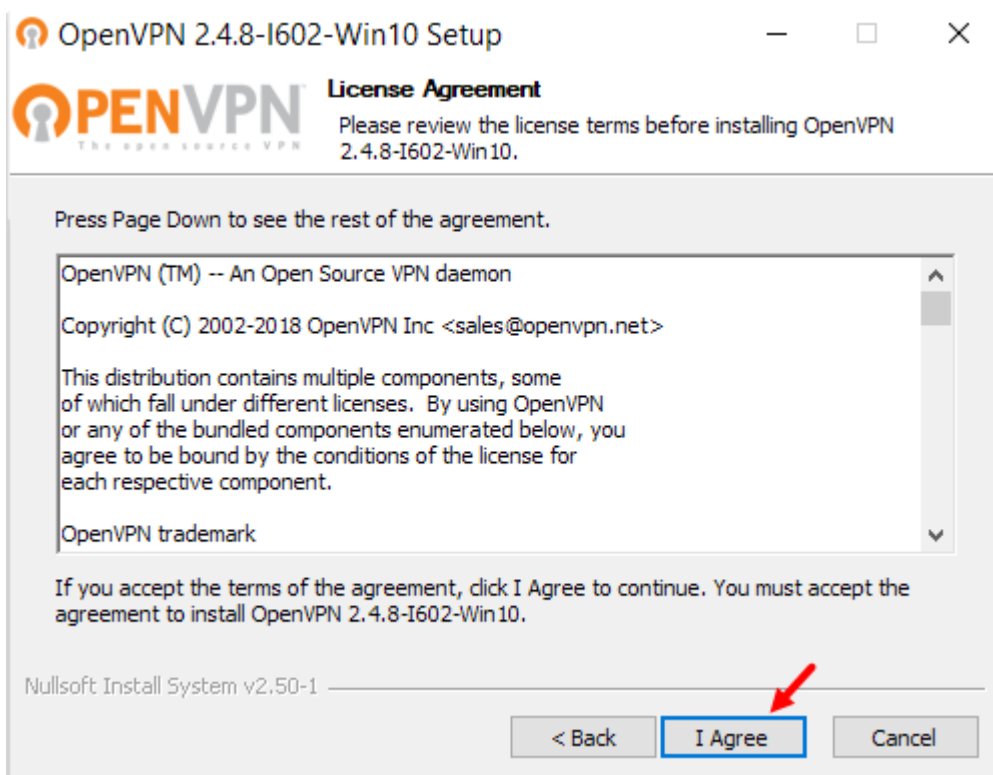 OpenVPN 2.4.8-I602-Win10 Setup
OPENVPN
The open source VPN
License Agreement
Please review the license terms before installing OpenVPN
2.4.8-I602-Win10.
Press Page Down to see the rest of the agreement.
OpenVPN (TM) -- An Open Source VPN daemon
Copyright (C) 2002-2018 OpenVPN Inc <sales@openvpn.net>
This distribution contains multiple components, some
of which fall under different licenses.  By using OpenVPN
or any of the bundled components enumerated below, you
agree to be bound by the conditions of the license for
each respective component.
OpenVPN trademark
If you accept the terms of the agreement, click I Agree to continue. You must accept the
agreement to install OpenVPN 2.4.8-I602-Win10.
Nullsoft Install System v2.50-1
< Back
I Agree
Cancel